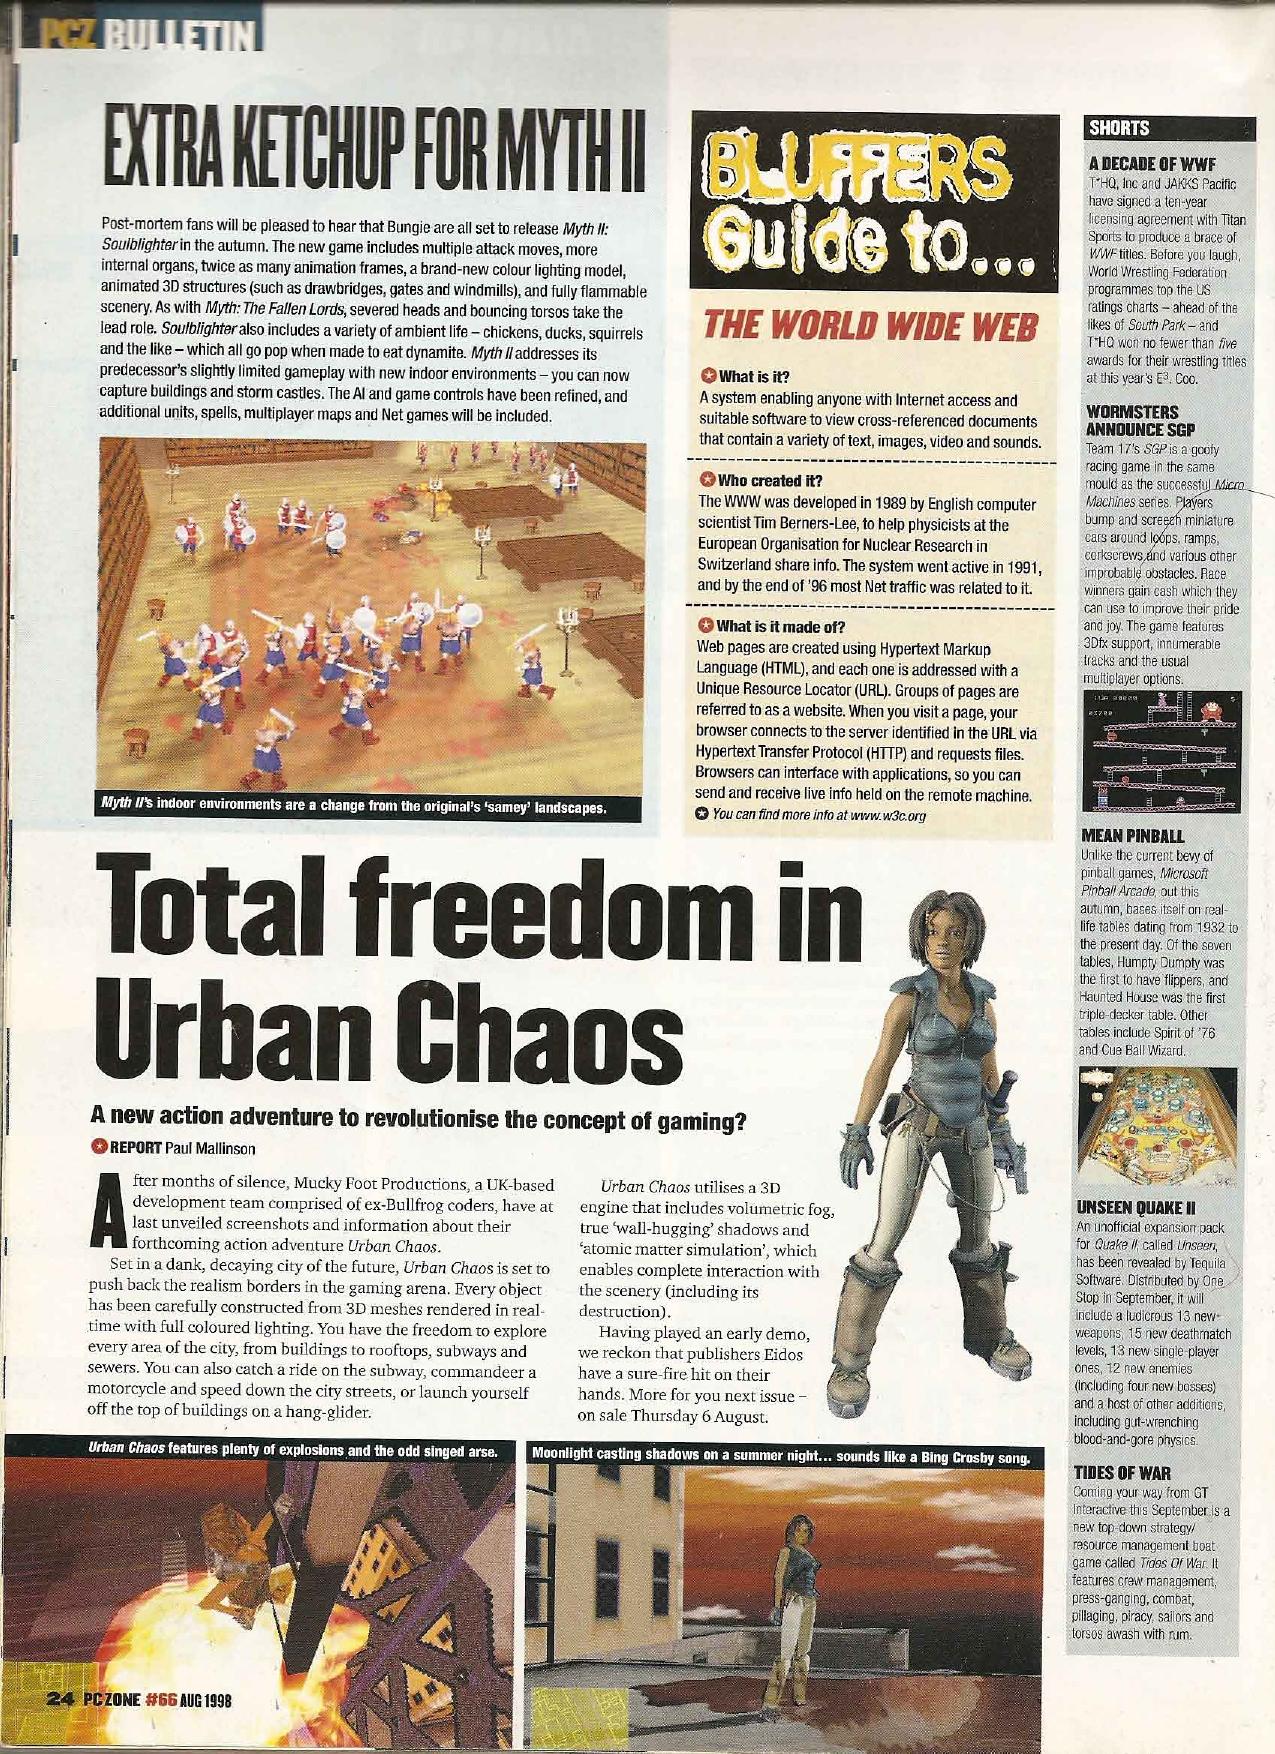 PCZ BULLETIN
EXTRA KETCHUP FOR MYTH II
Post-mortem fans will be pleased to hear that Bungie are all set to release Myth II:
Soulblighter in the autumn. The new game includes multiple attack moves, more
internal organs, twice as many animation frames, a brand-new colour lighting model,
animated 3D structures (such as drawbridges, gates and windmills), and fully flammable
scenery. As with Myth: The Fallen Lords, severed heads and bouncing torsos take the
lead role. Soulblighter also includes a variety of ambient life – chickens, ducks, squirrels
and the like – which all go pop when made to eat dynamite. Myth II addresses its
predecessor's slightly limited gameplay with new indoor environments – you can now
capture buildings and storm castles. The AI and game controls have been refined, and
additional units, spells, multiplayer maps and Net games will be included.
Myth II's indoor environments are a change from the original's 'samey' landscapes.
BLUFFERS
Guide to...
THE WORLD WIDE WEB
What is it?
A system enabling anyone with Internet access and
suitable software to view cross-referenced documents
that contain a variety of text, images, video and sounds.
Who created it?
The WWW was developed in 1989 by English computer
scientist Tim Berners-Lee, to help physicists at the
European Organisation for Nuclear Research in
Switzerland share info. The system went active in 1991,
and by the end of '96 most Net traffic was related to it.
What is it made of?
Web pages are created using Hypertext Markup
Language (HTML), and each one is addressed with a
Unique Resource Locator (URL). Groups of pages are
referred to as a website. When you visit a page, your
browser connects to the server identified in the URL via
Hypertext Transfer Protocol (HTTP) and requests files.
Browsers can interface with applications, so you can
send and receive live info held on the remote machine.
You can find more info at www.w3c.org
Total freedom in
Urban Chaos
A new action adventure to revolutionise the concept of gaming?
REPORT Paul Mallinson
After months of silence, Mucky Foot Productions, a UK-based
development team comprised of ex-Bullfrog coders, have at
last unveiled screenshots and information about their
forthcoming action adventure Urban Chaos.
Set in a dank, decaying city of the future, Urban Chaos is set to
push back the realism borders in the gaming arena. Every object
has been carefully constructed from 3D meshes rendered in real-
time with full coloured lighting. You have the freedom to explore
every area of the city, from buildings to rooftops, subways and
sewers. You can also catch a ride on the subway, commandeer a
motorcycle and speed down the city streets, or launch yourself
off the top of buildings on a hang-glider.
Urban Chaos utilises a 3D
engine that includes volumetric fog,
true 'wall-hugging' shadows and
'atomic matter simulation', which
enables complete interaction with
the scenery (including its
destruction).
Having played an early demo,
we reckon that publishers Eidos
have a sure-fire hit on their
hands. More for you next issue –
on sale Thursday 6 August.
Urban Chaos features plenty of explosions and the odd singed arse.
Moonlight casting shadows on a summer night... sounds like a Bing Crosby song.
SHORTS
A DECADE OF WWF
T*HQ, Inc and JAKKS Pacific
have signed a ten-year
licensing agreement with Titan
Sports to produce a brace of
WWF titles. Before you laugh,
World Wrestling Federation
programmes top the US
ratings charts – ahead of the
likes of South Park – and
T*HQ won no fewer than five
awards for their wrestling titles
at this year's E³. Coo.
WORMSTERS
ANNOUNCE SGP
Team 17's SGP is a goofy
racing game in the same
mould as the successful Micro
Machines series. Players
bump and screech miniature
cars around loops, ramps,
corkscrews and various other
improbable obstacles. Race
winners gain cash which they
can use to improve their pride
and joy. The game features
3Dfx support, innumerable
tracks and the usual
multiplayer options.
MEAN PINBALL
Unlike the current bevy of
pinball games, Microsoft
Pinball Arcade, out this
autumn, bases itself on real-
life tables dating from 1932 to
the present day. Of the seven
tables, Humpty Dumpty was
the first to have flippers, and
Haunted House was the first
triple-decker table. Other
tables include Spirit of '76
and Cue Ball Wizard.
UNSEEN QUAKE II
An unofficial expansion pack
for Quake II, called Unseen,
has been revealed by Tequila
Software. Distributed by One
Stop in September, it will
include a ludicrous 13 new
weapons, 15 new deathmatch
levels, 13 new single-player
ones, 12 new enemies
(including four new bosses)
and a host of other additions,
including gut-wrenching
blood-and-gore physics.
TIDES OF WAR
Coming your way from GT
Interactive this September is a
new top-down strategy/
resource management boat
game called Tides Of War. It
features crew management,
press-ganging, combat,
pillaging, piracy, sailors and
torsos awash with rum.
24 PC ZONE #66 AUG 1998